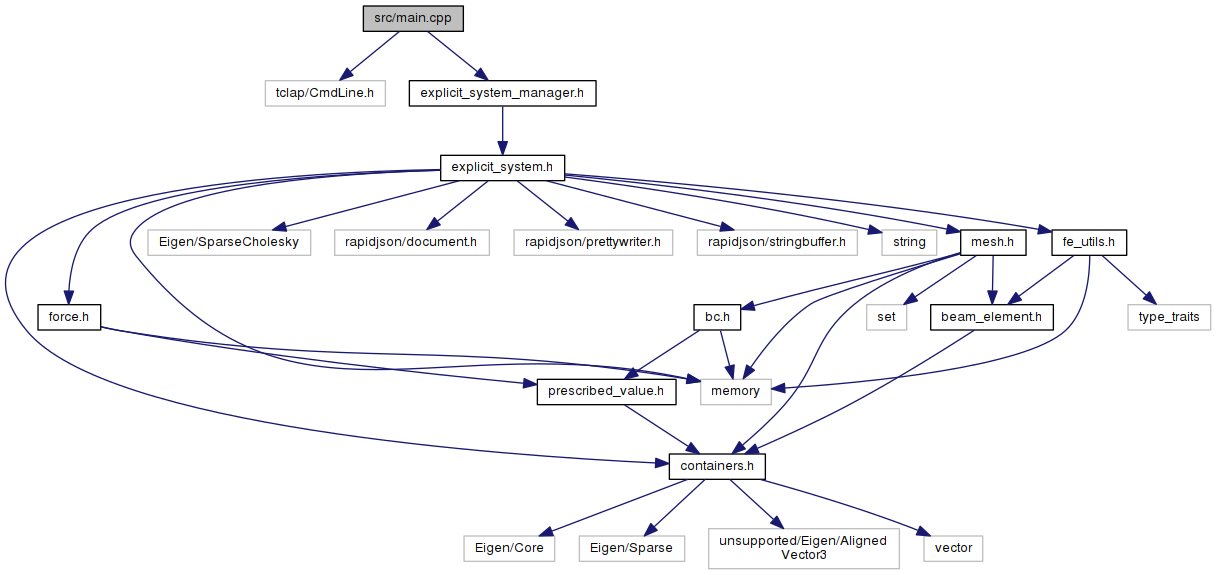 src/main.cpp
tclap/CmdLine.h
explicit_system_manager.h
explicit_system.h
Eigen/SparseCholesky
rapidjson/document.h
rapidjson/prettywriter.h
rapidjson/stringbuffer.h
string
mesh.h
fe_utils.h
force.h
bc.h
set
beam_element.h
type_traits
prescribed_value.h
memory
containers.h
Eigen/Core
Eigen/Sparse
unsupported/Eigen/Aligned
Vector3
vector